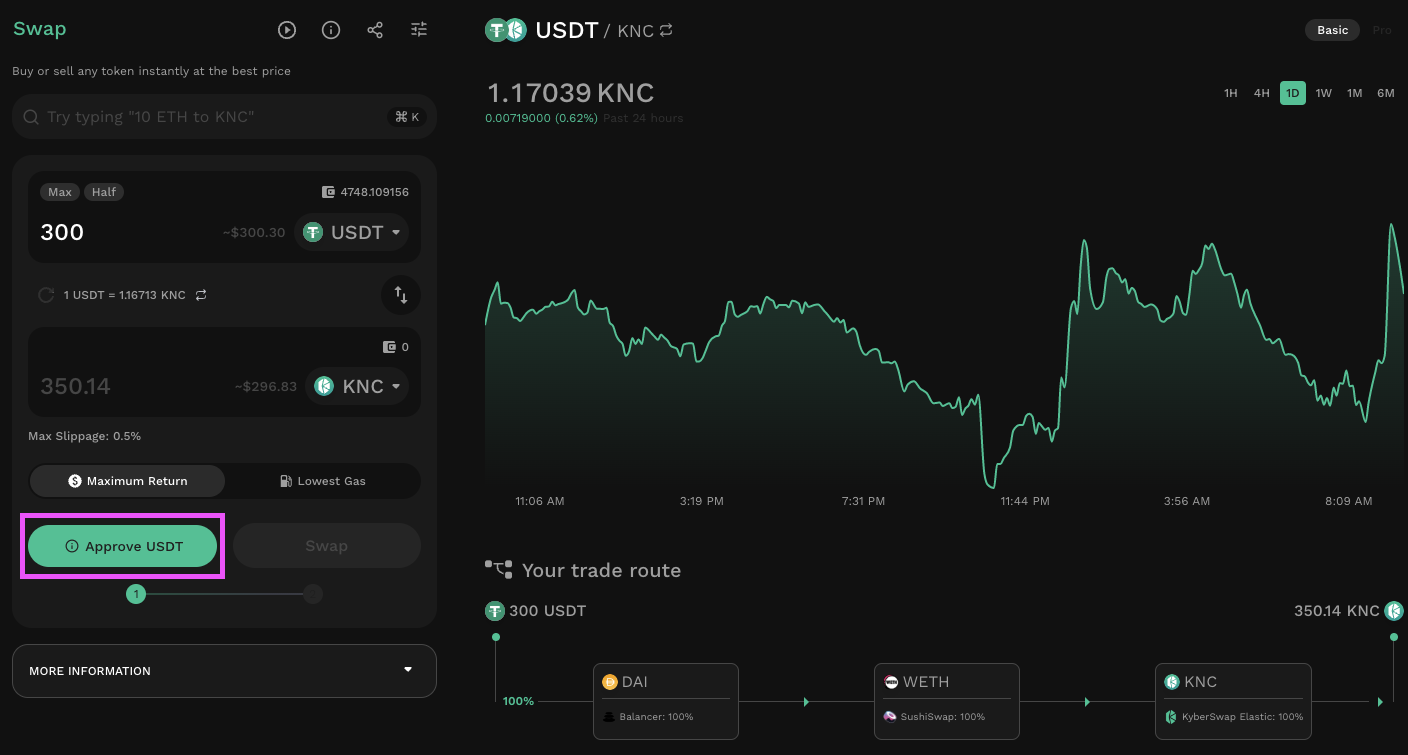 Swap
Buy or sell any token instantly at the best price
Try typing "10 ETH to KNC"
⌘ K
Max Half
4748.109156
300
~$300.30
USDT
1 USDT = 1.16713 KNC
0
350.14
~$296.83
KNC
Max Slippage: 0.5%
Maximum Return
Lowest Gas
Approve USDT
Swap
1
MORE INFORMATION
USDT / KNC
Basic Pro
1.17039 KNC
0.00719000 (0.62%) Past 24 hours
1H 4H 1D 1W 1M 6M
11:06 AM 3:19 PM 7:31 PM 11:44 PM 3:56 AM 8:09 AM
Your trade route
300 USDT
350.14 KNC
100%
DAI
Balancer: 100%
WETH
SushiSwap: 100%
KNC
KyberSwap Elastic: 100%